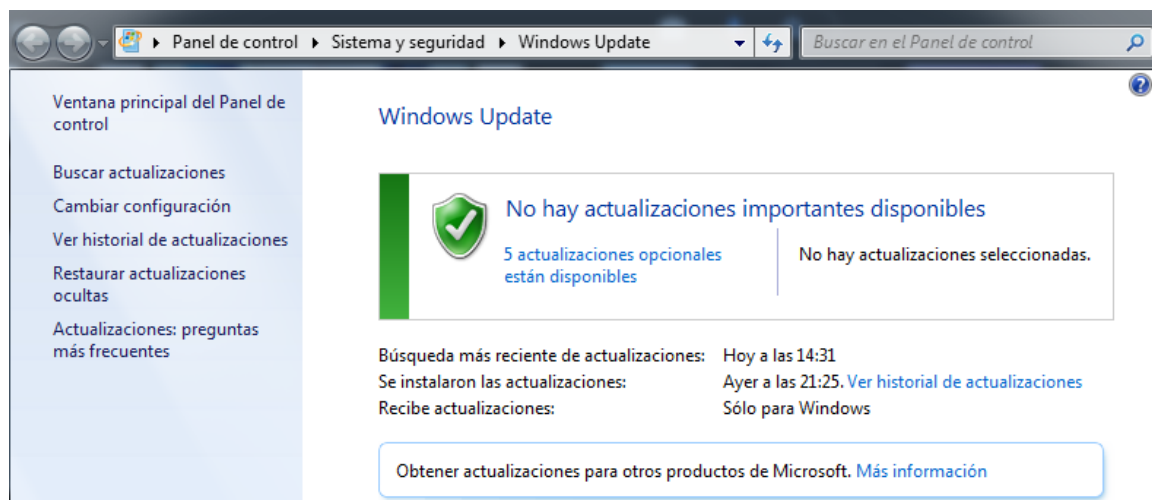 Panel de control Sistema y seguridad Windows Update Buscar en el Panel de control
Ventana principal del Panel de
control
Buscar actualizaciones
Cambiar configuración
Ver historial de actualizaciones
Restaurar actualizaciones
ocultas
Actualizaciones: preguntas
más frecuentes
Windows Update
No hay actualizaciones importantes disponibles
5 actualizaciones opcionales
están disponibles
No hay actualizaciones seleccionadas.
Búsqueda más reciente de actualizaciones: Hoy a las 14:31
Se instalaron las actualizaciones: Ayer a las 21:25. Ver historial de actualizaciones
Recibe actualizaciones: Sólo para Windows
Obtener actualizaciones para otros productos de Microsoft. Más información